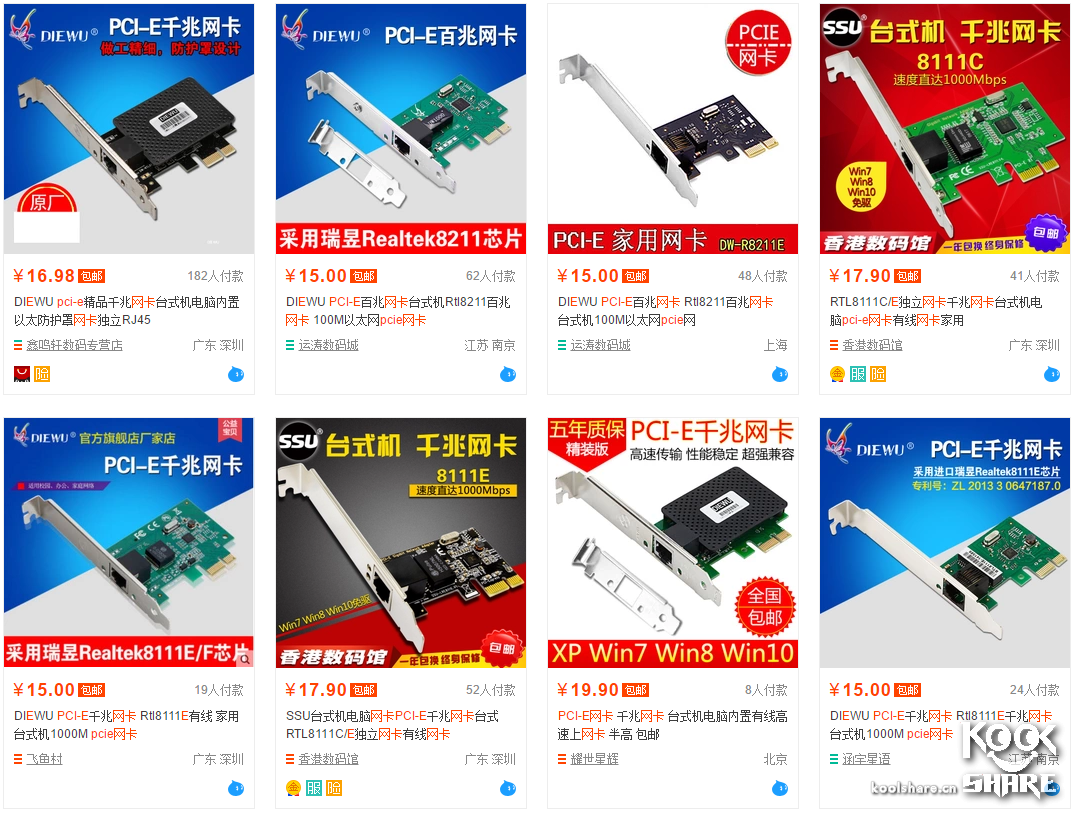 DIEWU®
PCI-E千兆网卡
做工精细，防护罩设计
DIEWU
原厂
￥16.98 包邮 182人付款
DIEWU pci-e精品千兆网卡台式机电脑内置
以太防护罩网卡独立RJ45
鑫鸣轩数码专营店 广东 深圳
险
DIEWU®
PCI-E百兆网卡
采用瑞昱Realtek8211芯片
￥15.00 包邮 62人付款
DIEWU PCI-E百兆网卡台式机Rtl8211百兆
网卡 100M以太网pcie网卡
运涛数码城 江苏 南京
PCIE
网卡
PCI-E 家用网卡 DW-R8211E
￥15.00 包邮 48人付款
DIEWU PCI-E百兆网卡 Rtl8211百兆网卡
台式机100M以太网pcie网
运涛数码城 上海
SSU 台式机 千兆网卡
8111C
速度直达1000Mbps
Win7
Win8
Win10
免驱
包邮
香港数码馆 一年包换 终身保修
￥17.90 包邮 41人付款
RTL8111C/E独立网卡千兆网卡台式机电
脑pci-e网卡有线网卡家用
香港数码馆 广东 深圳
金 服 险
DIEWU® 官方旗舰店厂家店
公益
宝贝
PCI-E千兆网卡
适用校园、办公、家庭网络
采用瑞昱Realtek8111E/F芯片
￥15.00 包邮 19人付款
DIEWU PCI-E千兆网卡 Rtl8111E有线 家用
台式机1000M pcie网卡
飞鱼村 广东 深圳
SSU 台式机 千兆网卡
8111E
速度直达1000Mbps
Win7 Win8 Win10免驱
包邮
香港数码馆 一年包换 终身保修
￥17.90 包邮 52人付款
SSU台式机电脑网卡PCI-E千兆网卡台式
RTL8111C/E独立网卡有线网卡
香港数码馆 广东 深圳
金 服 险
五年质保
精装版
PCI-E千兆网卡
高速传输 性能稳定 超强兼容
DIEWU
全国
包邮
XP Win7 Win8 Win10
￥19.90 包邮 8人付款
PCI-E网卡 千兆网卡 台式机电脑内置有线高
速上网卡 半高 包邮
耀世星辉 北京
DIEWU®
PCI-E千兆网卡
采用进口瑞昱Realtek8111E芯片
专利号：ZL 2013 3 0647187.0
￥15.00 包邮 24人付款
DIEWU PCI-E千兆网卡 Rtl8111E千兆网卡
台式机1000M pcie网卡
涵宇星语 江苏 南京
KOOL
SHARE
koolshare.cn